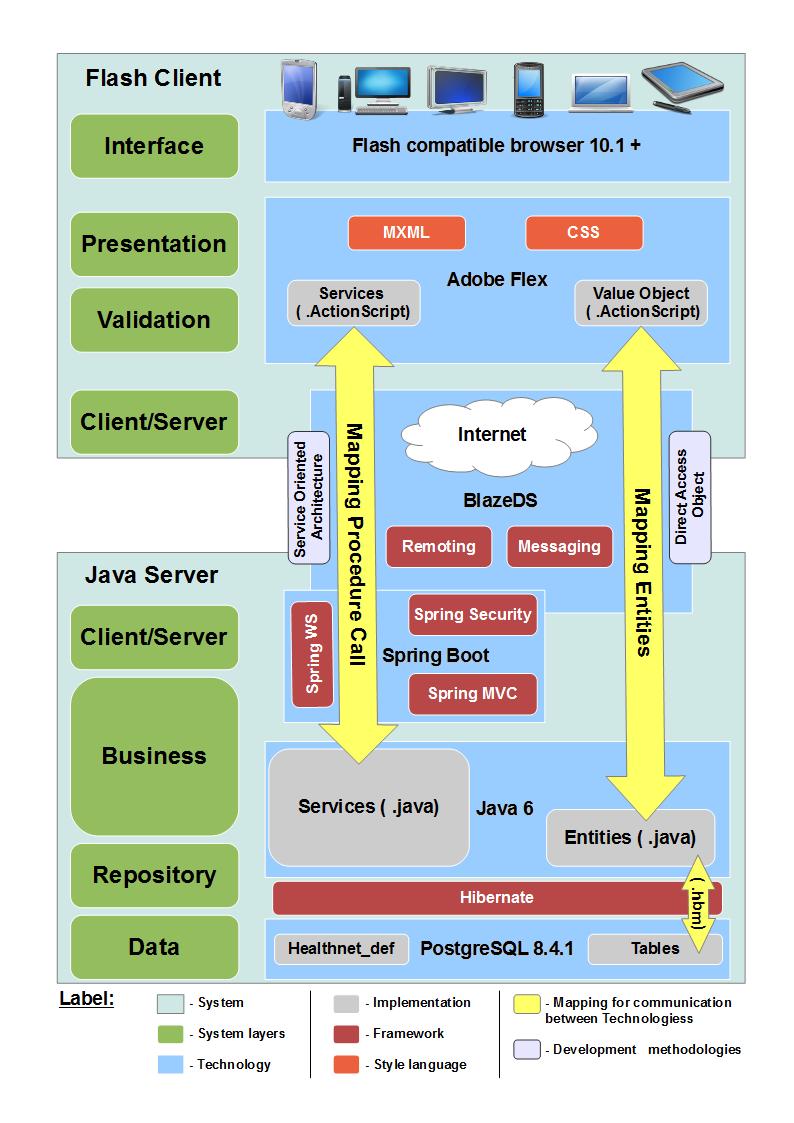 Flash Client
Interface
Flash compatible browser 10.1 +
Presentation
MXML
CSS
Adobe Flex
Services
( .ActionScript)
Value Object
( .ActionScript)
Validation
Client/Server
Internet
Service Oriented
Architecture
Mapping Procedure Call
BlazeDS
Remoting
Messaging
Mapping Entities
Direct Access
Object
Java Server
Client/Server
Spring WS
Spring Security
Spring Boot
Spring MVC
Business
Services ( .java)
Java 6
Entities ( .java)
Repository
Hibernate
( .hbm)
Data
Healthnet_def
PostgreSQL 8.4.1
Tables
Label:
- System
- System layers
- Technology
- Implementation
- Framework
- Style language
- Mapping for communication
between Technologiess
- Development methodologies